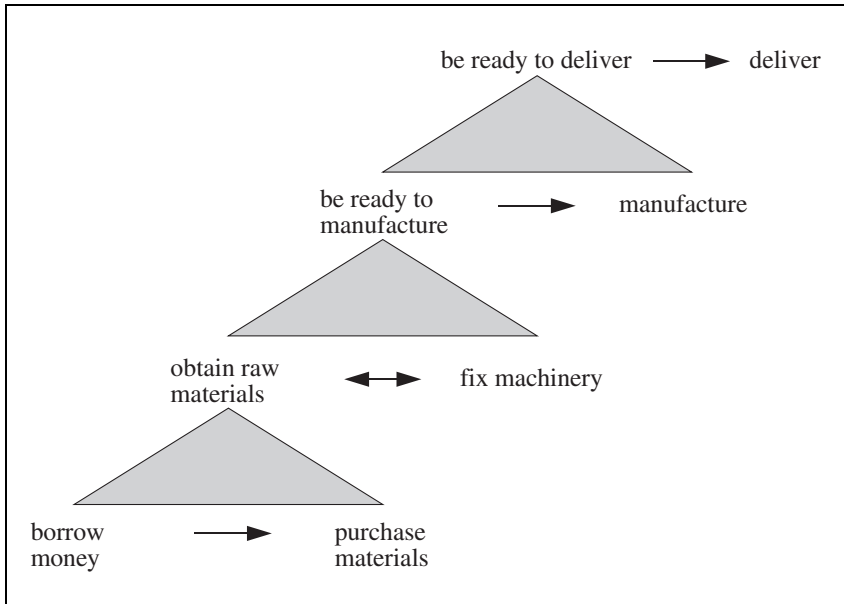 be ready to deliver deliver
be ready to
manufacture
manufacture
obtain raw
materials
fix machinery
borrow
money
purchase
materials